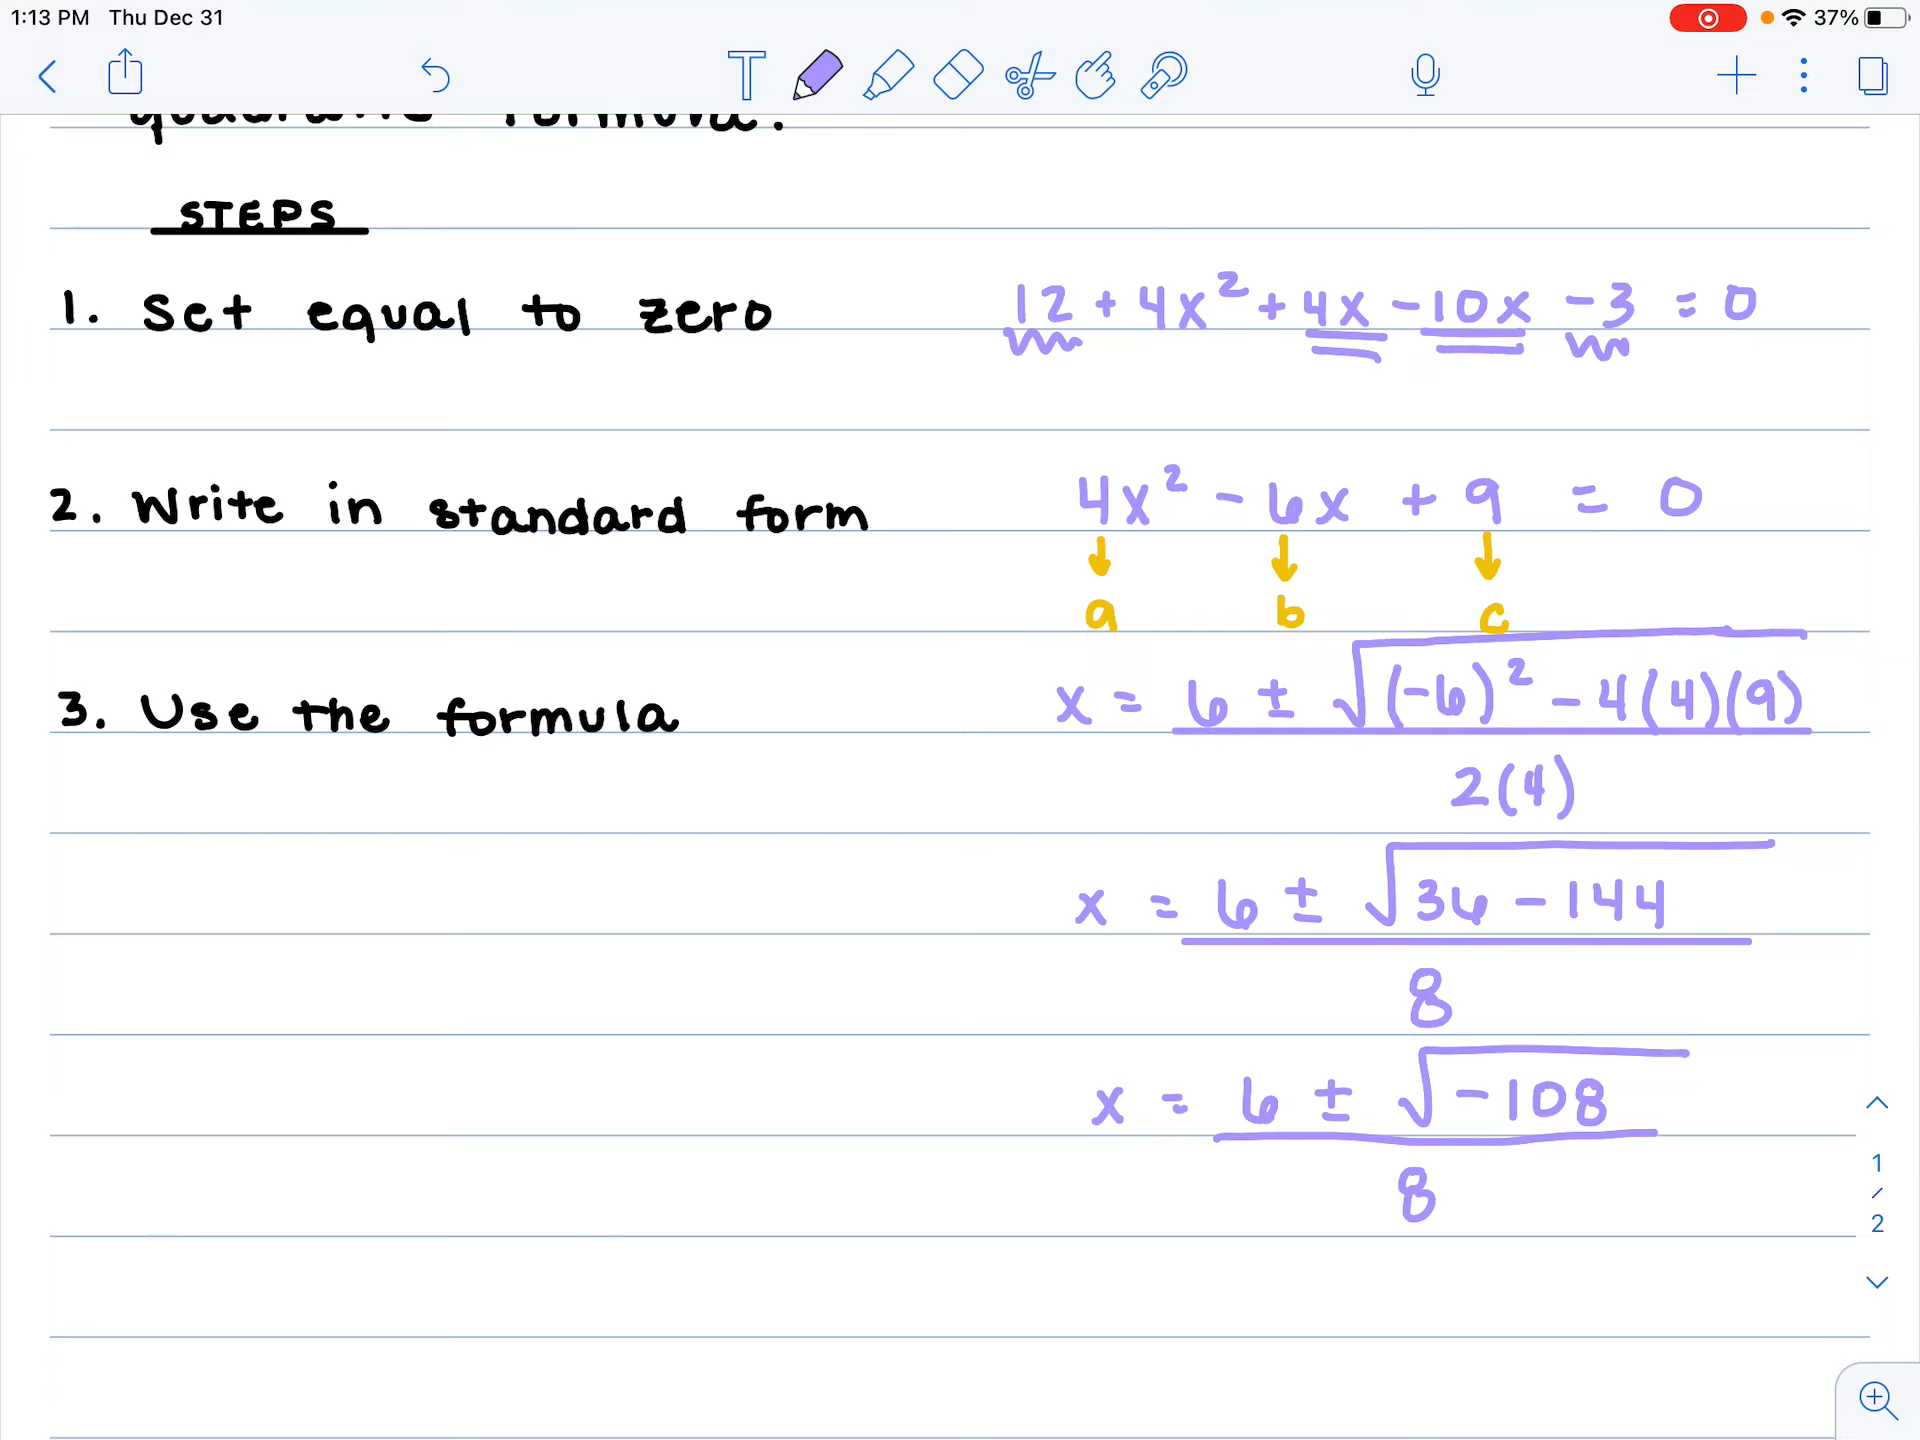 1:13 PM Thu Dec 31 37%
T
quadratic formula.
STEPS
1. Set equal to zero 12 + 4x² + 4x - 10x - 3 = 0
2. Write in standard form 4x² - 6x + 9 = 0
a b c
3. Use the formula x = 6 ± √(-6)² - 4(4)(9)
2(4)
x = 6 ± √36 - 144
8
x = 6 ± √-108
8
1
/
2